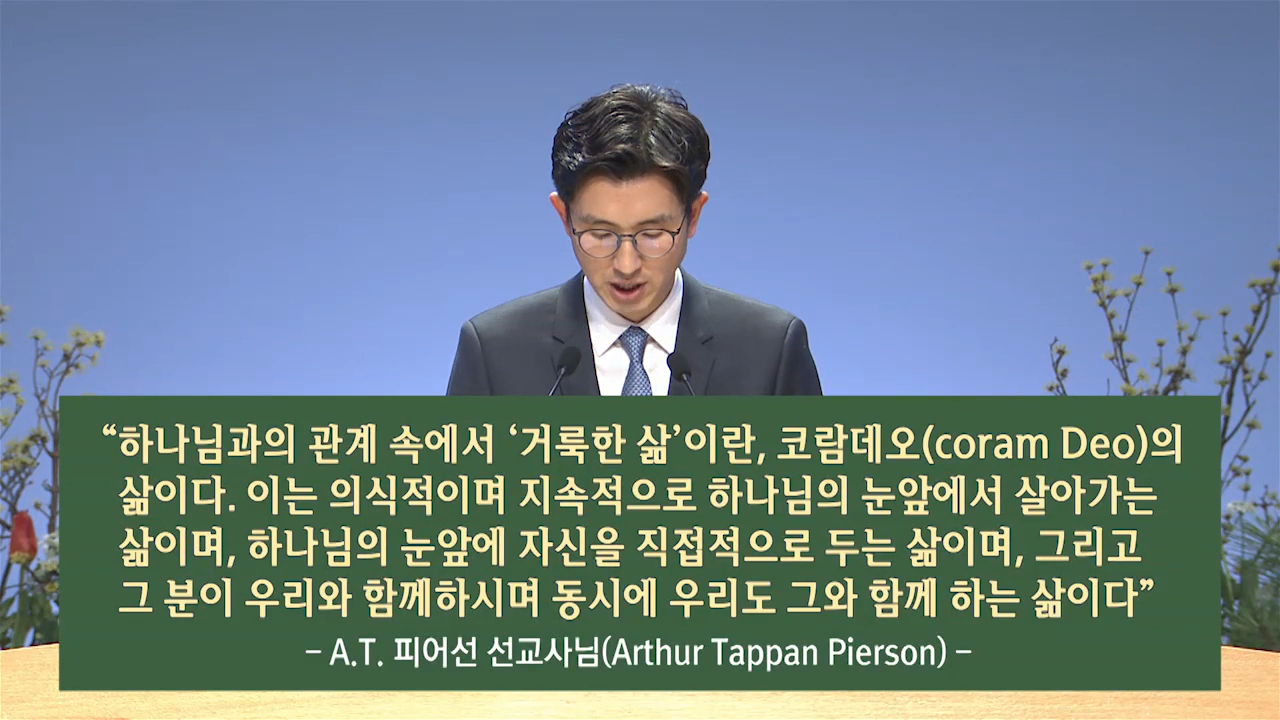 “하나님과의 관계 속에서 ‘거룩한 삶’이란, 코람데오(coram Deo)의
삶이다. 이는 의식적이며 지속적으로 하나님의 눈앞에서 살아가는
삶이며, 하나님의 눈앞에 자신을 직접적으로 두는 삶이며, 그리고
그 분이 우리와 함께하시며 동시에 우리도 그와 함께 하는 삶이다”
– A.T. 피어선 선교사님(Arthur Tappan Pierson) –